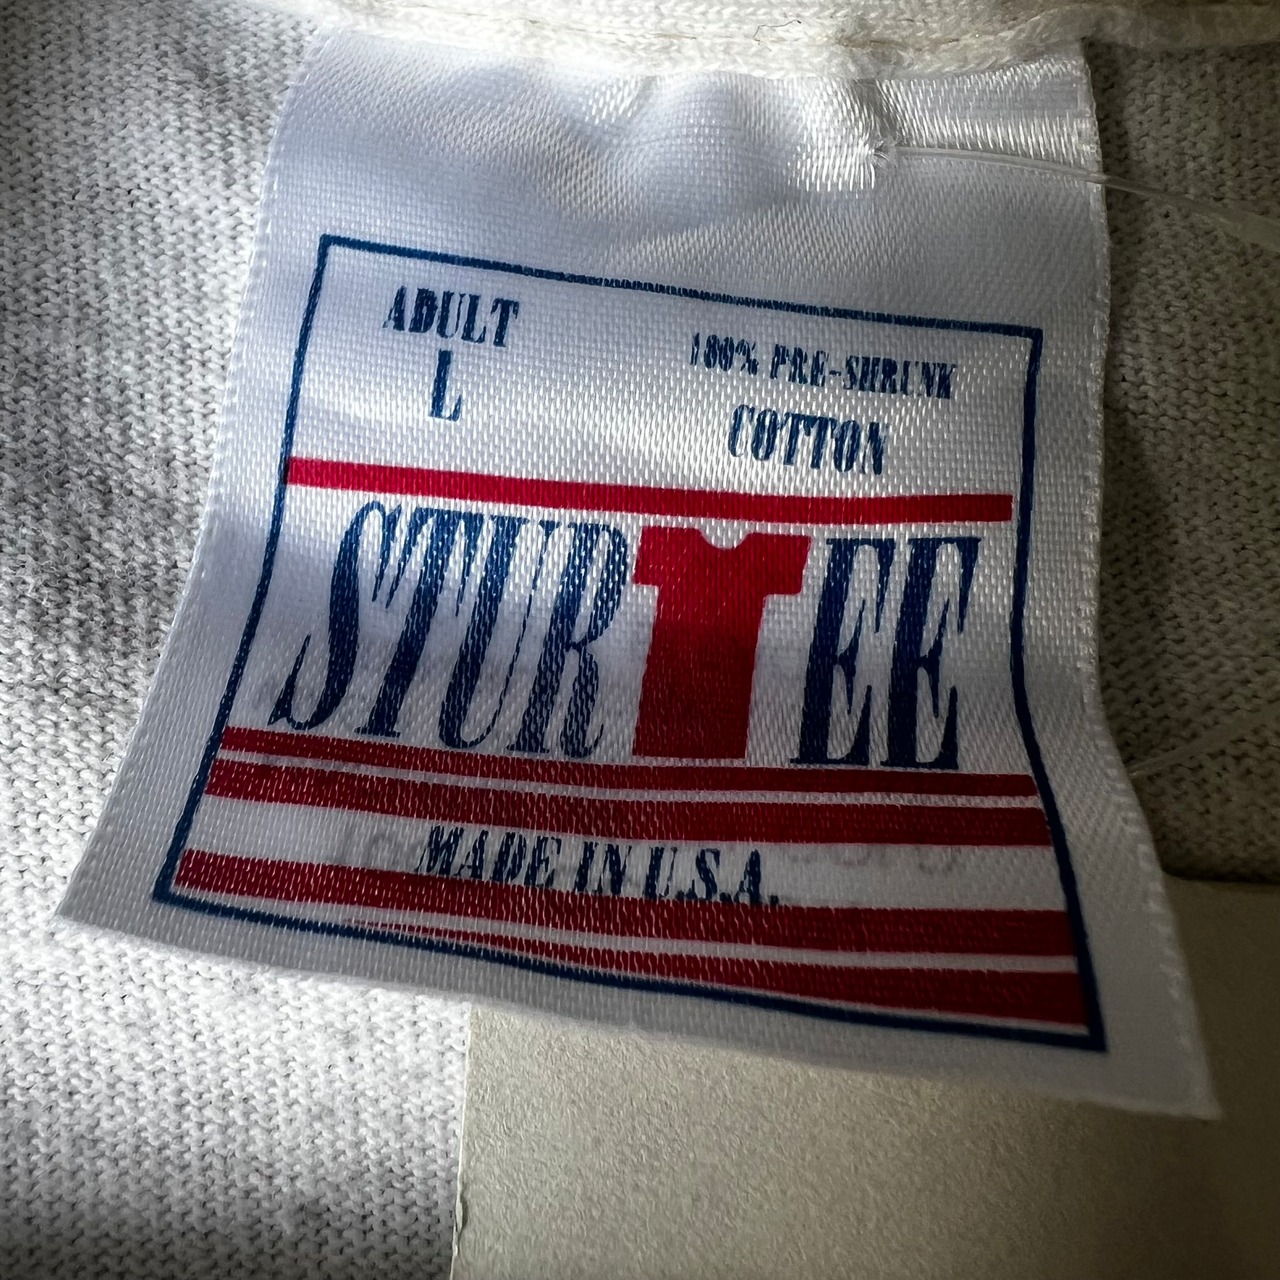 ADULT
L
100% PRE-SHRUNK
COTTON
STURTEE
MADE IN U.S.A.